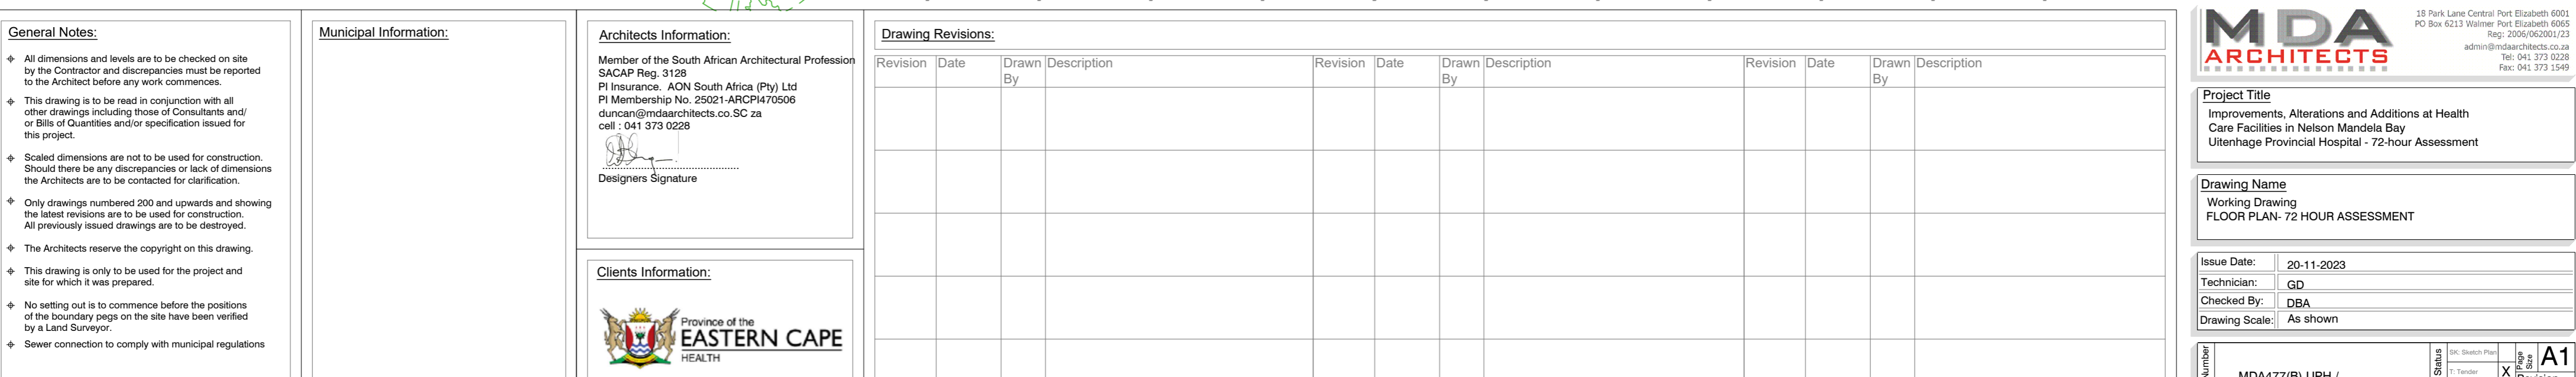 General Notes:
All dimensions and levels are to be checked on site
by the Contractor and discrepancies must be reported
to the Architect before any work commences.
This drawing is to be read in conjunction with all
other drawings including those of Consultants and/
or Bills of Quantities and/or specification issued for
this project.
Scaled dimensions are not to be used for construction.
Should there be any discrepancies or lack of dimensions
the Architects are to be contacted for clarification.
Only drawings numbered 200 and upwards and showing
the latest revisions are to be used for construction.
All previously issued drawings are to be destroyed.
The Architects reserve the copyright on this drawing.
This drawing is only to be used for the project and
site for which it was prepared.
No setting out is to commence before the positions
of the boundary pegs on the site have been verified
by a Land Surveyor.
Sewer connection to comply with municipal regulations
Municipal Information:
Architects Information:
Member of the South African Architectural Profession
SACAP Reg. 3128
PI Insurance. AON South Africa (Pty) Ltd
PI Membership No. 25021-ARCPI470506
duncan@mdaarchitects.co.SC za
cell : 041 373 0228
Designers Signature
Clients Information:
Province of the
EASTERN CAPE
HEALTH
Drawing Revisions:
Revision Date Drawn By Description Revision Date Drawn By Description Revision Date Drawn By Description
MDA
ARCHITECTS
18 Park Lane Central Port Elizabeth 6001
PO Box 6213 Walmer Port Elizabeth 6065
Reg: 2006/062001/23
admin@mdaarchitects.co.za
Tel: 041 373 0228
Fax: 041 373 1549
Project Title
Improvements, Alterations and Additions at Health
Care Facilities in Nelson Mandela Bay
Uitenhage Provincial Hospital - 72-hour Assessment
Drawing Name
Working Drawing
FLOOR PLAN- 72 HOUR ASSESSMENT
Issue Date: 20-11-2023
Technician: GD
Checked By: DBA
Drawing Scale: As shown
MDA477(B) UPH /
Status
SK: Sketch Plan
T: Tender
X
Page
Size
A1